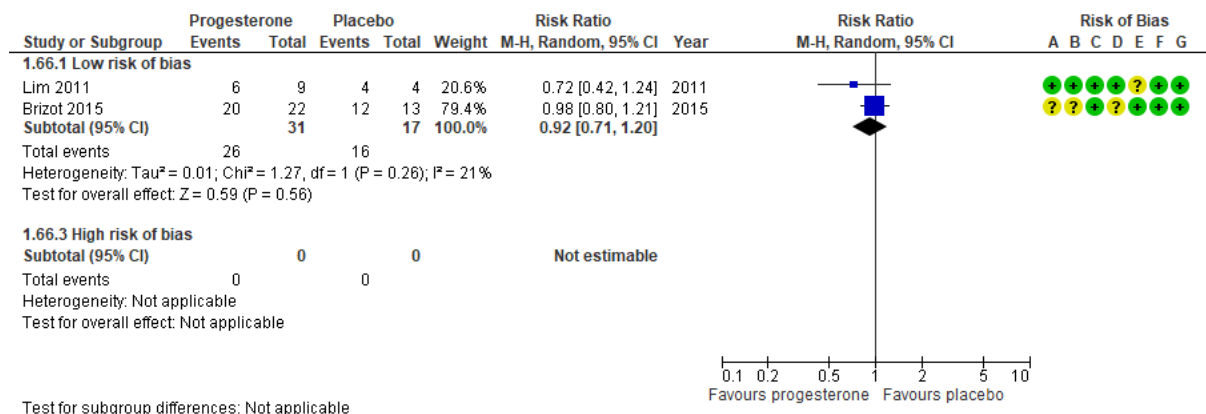 Progesterone Placebo Risk Ratio Risk Ratio Risk of Bias
Study or Subgroup Events Total Events Total Weight M-H, Random, 95% CI Year M-H, Random, 95% CI A B C D E F G
1.66.1 Low risk of bias
Lim 2011 6 9 4 4 20.6% 0.72 [0.42, 1.24] 2011 + + + + ? + +
Brizot 2015 20 22 12 13 79.4% 0.98 [0.80, 1.21] 2015 ? ? + ? + + +
Subtotal (95% CI) 31 17 100.0% 0.92 [0.71, 1.20]
Total events 26 16
Heterogeneity: Tau² = 0.01; Chi² = 1.27, df = 1 (P = 0.26); I² = 21%
Test for overall effect: Z = 0.59 (P = 0.56)
1.66.3 High risk of bias
Subtotal (95% CI) 0 0 Not estimable
Total events 0 0
Heterogeneity: Not applicable
Test for overall effect: Not applicable
0.1 0.2 0.5 1 2 5 10
Favours progesterone Favours placebo
Test for subgroup differences: Not applicable